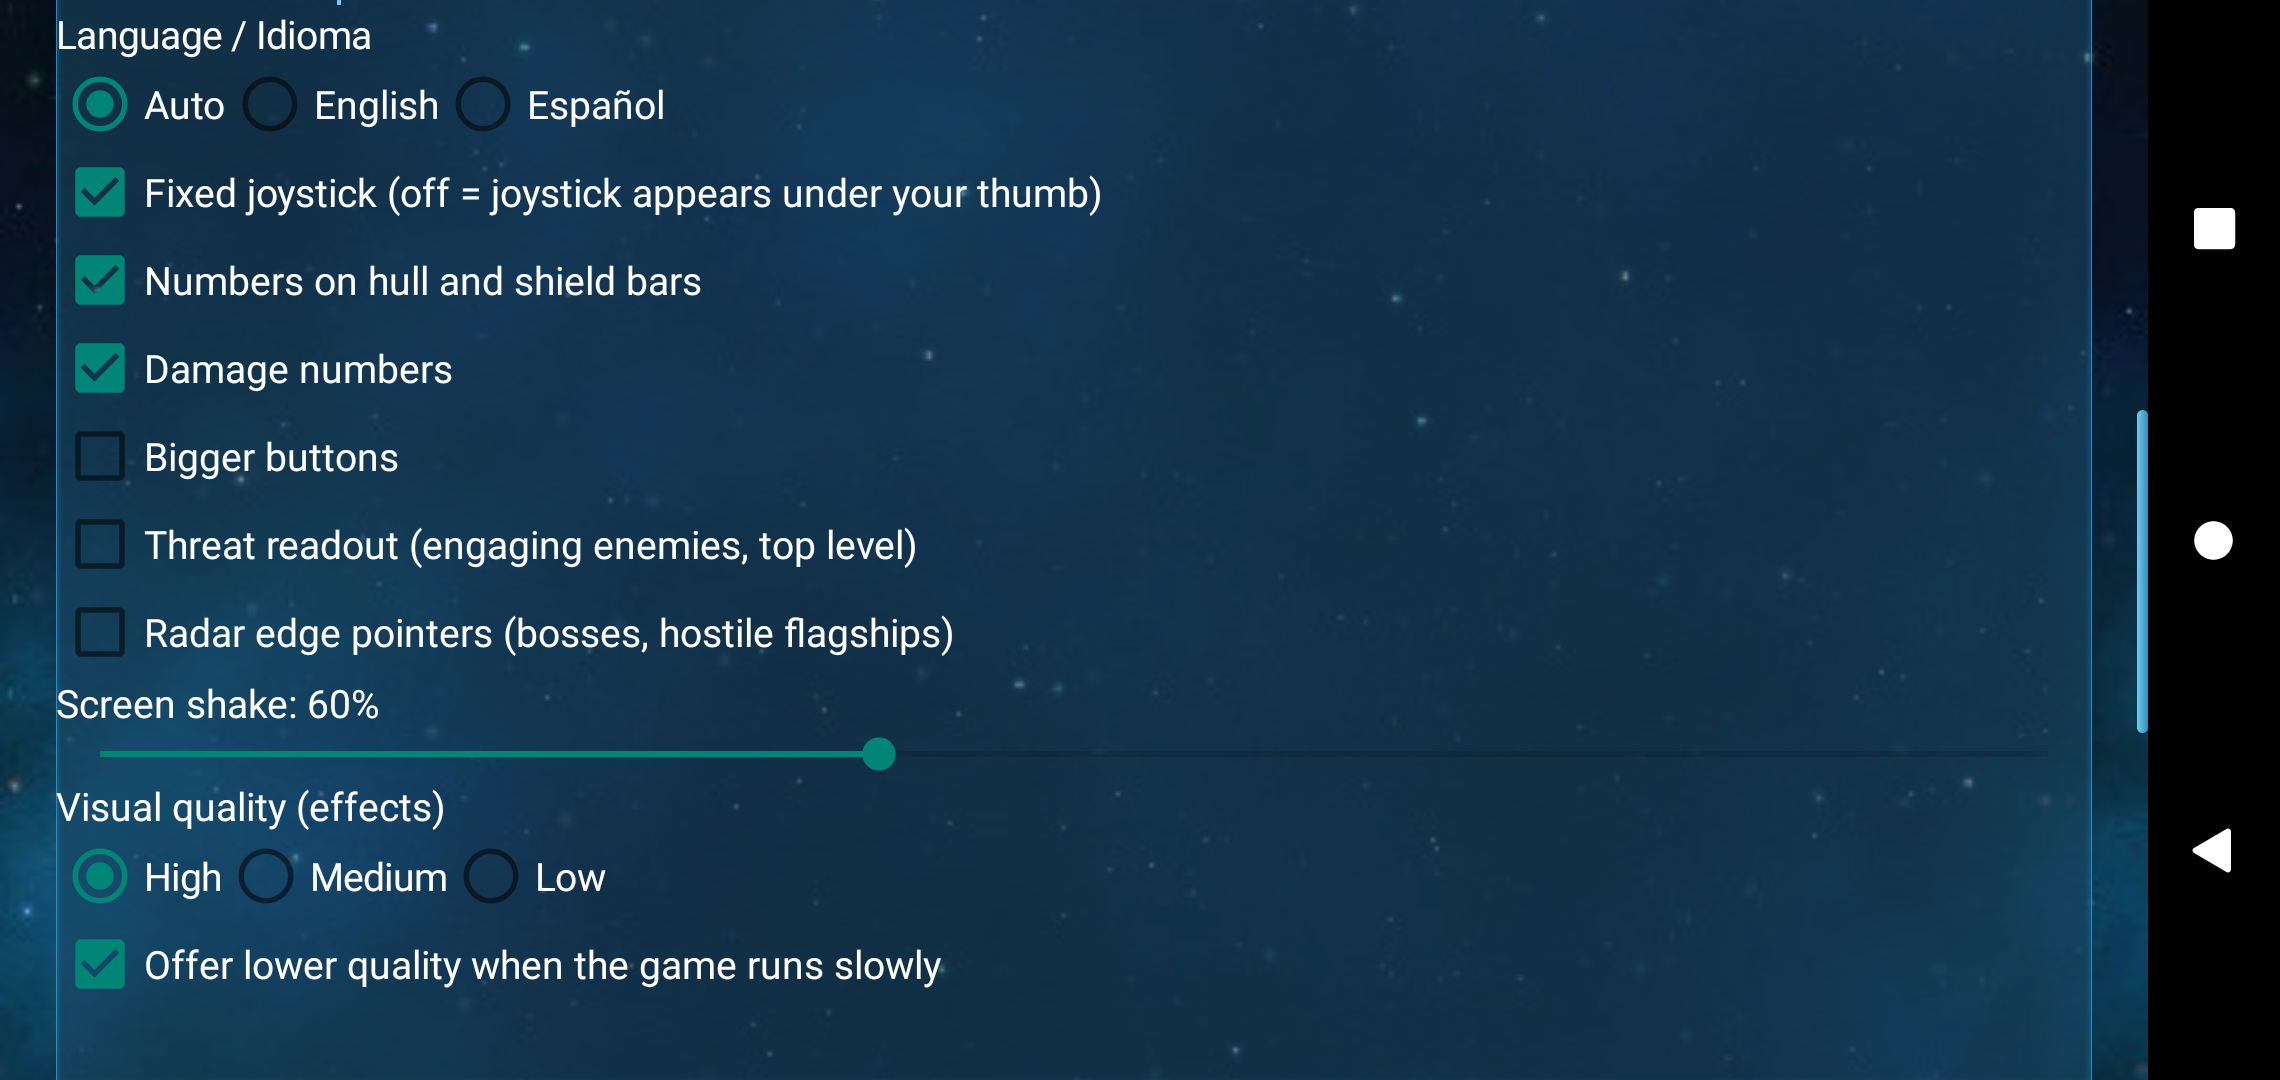 Language / Idioma
Auto English Español
Fixed joystick (off = joystick appears under your thumb)
Numbers on hull and shield bars
Damage numbers
Bigger buttons
Threat readout (engaging enemies, top level)
Radar edge pointers (bosses, hostile flagships)
Screen shake: 60%
Visual quality (effects)
High Medium Low
Offer lower quality when the game runs slowly